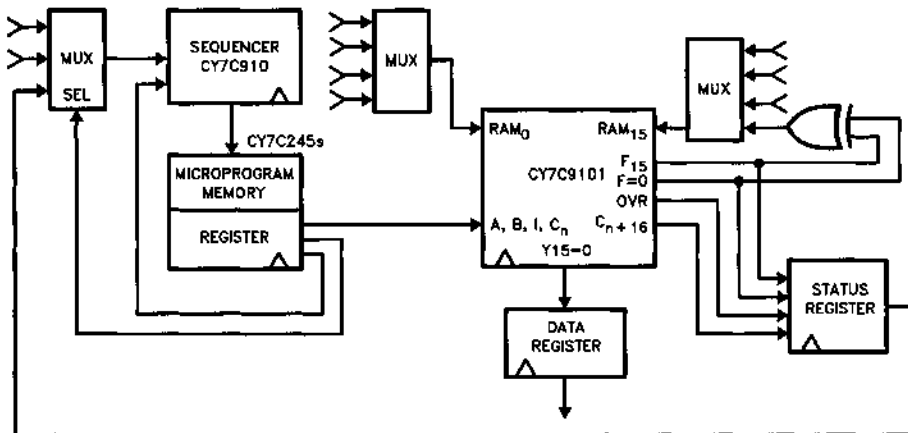 MUX
SEL
SEQUENCER
CY7C910
CY7C245s
MICROPROGRAM
MEMORY
REGISTER
MUX
MUX
RAM0
RAM15
CY7C9101
F15
F=0
OVR
Cn+16
A, B, I, Cn
Y15=0
DATA
REGISTER
STATUS
REGISTER